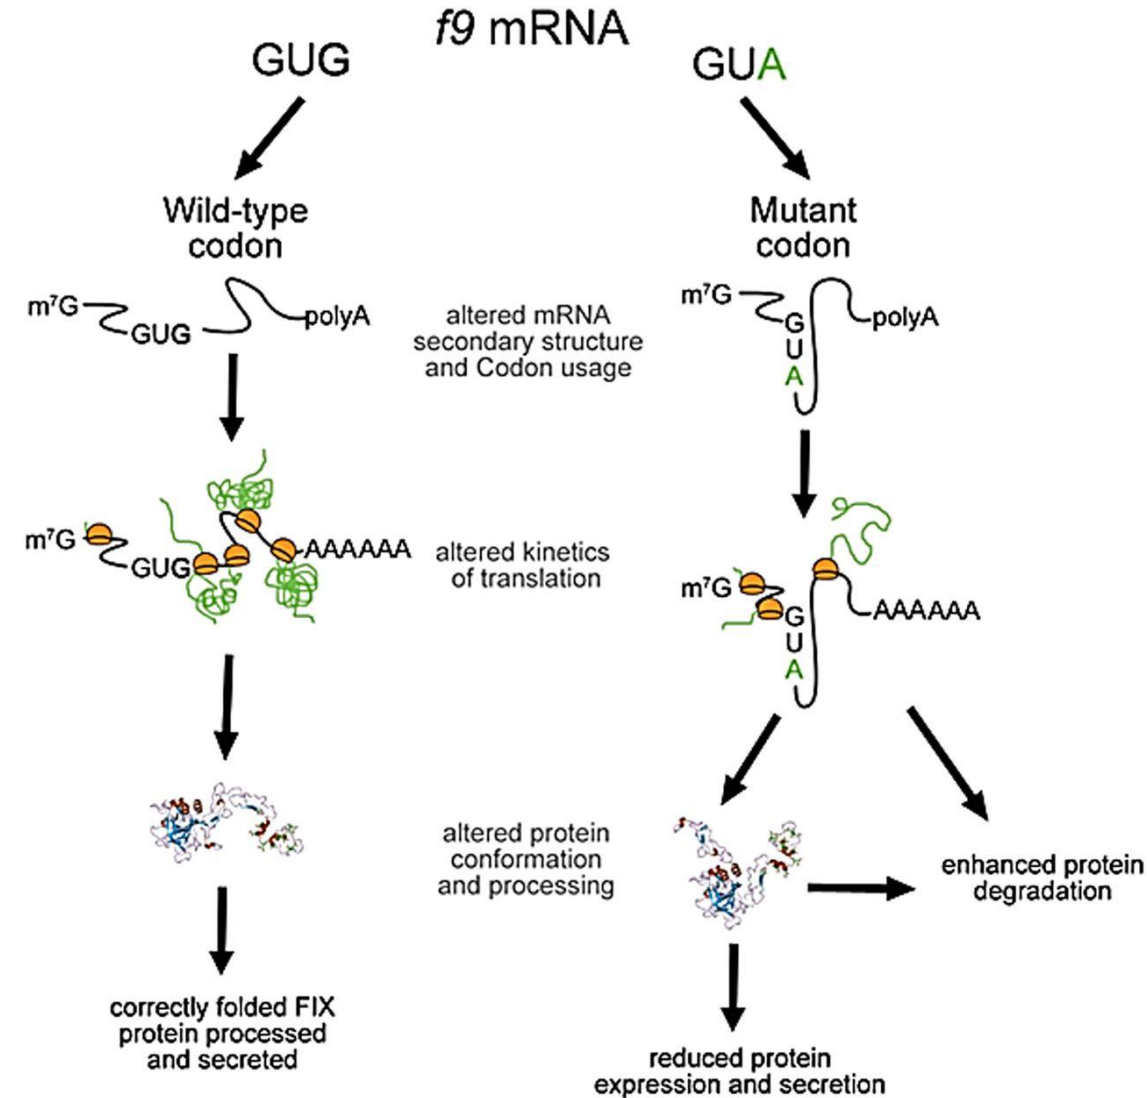 f9 mRNA
GUG
GUA
Wild-type
codon
Mutant
codon
m⁷G
GUG
polyA
altered mRNA
secondary structure
and Codon usage
m⁷G
G
U
A
polyA
m⁷G
GUG
AAAAAA
altered kinetics
of translation
m⁷G
G
U
A
AAAAAA
altered protein
conformation
and processing
enhanced protein
degradation
correctly folded FIX
protein processed
and secreted
reduced protein
expression and secretion